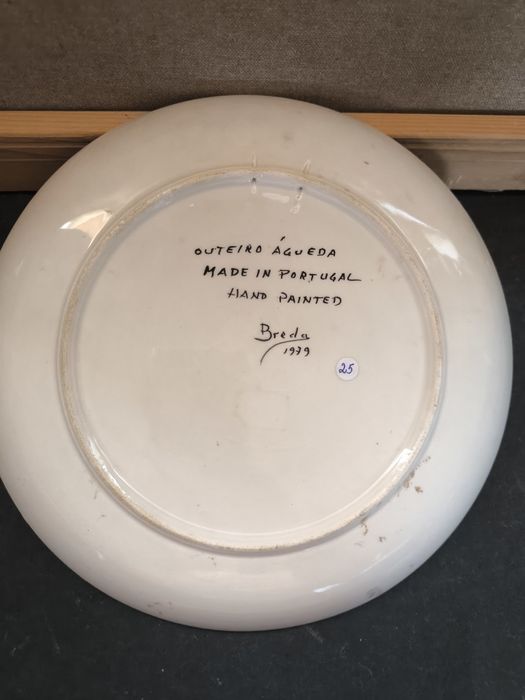 OUTEIRO ÁGUEDA
MADE IN PORTUGAL
HAND PAINTED
Breda
1979
25